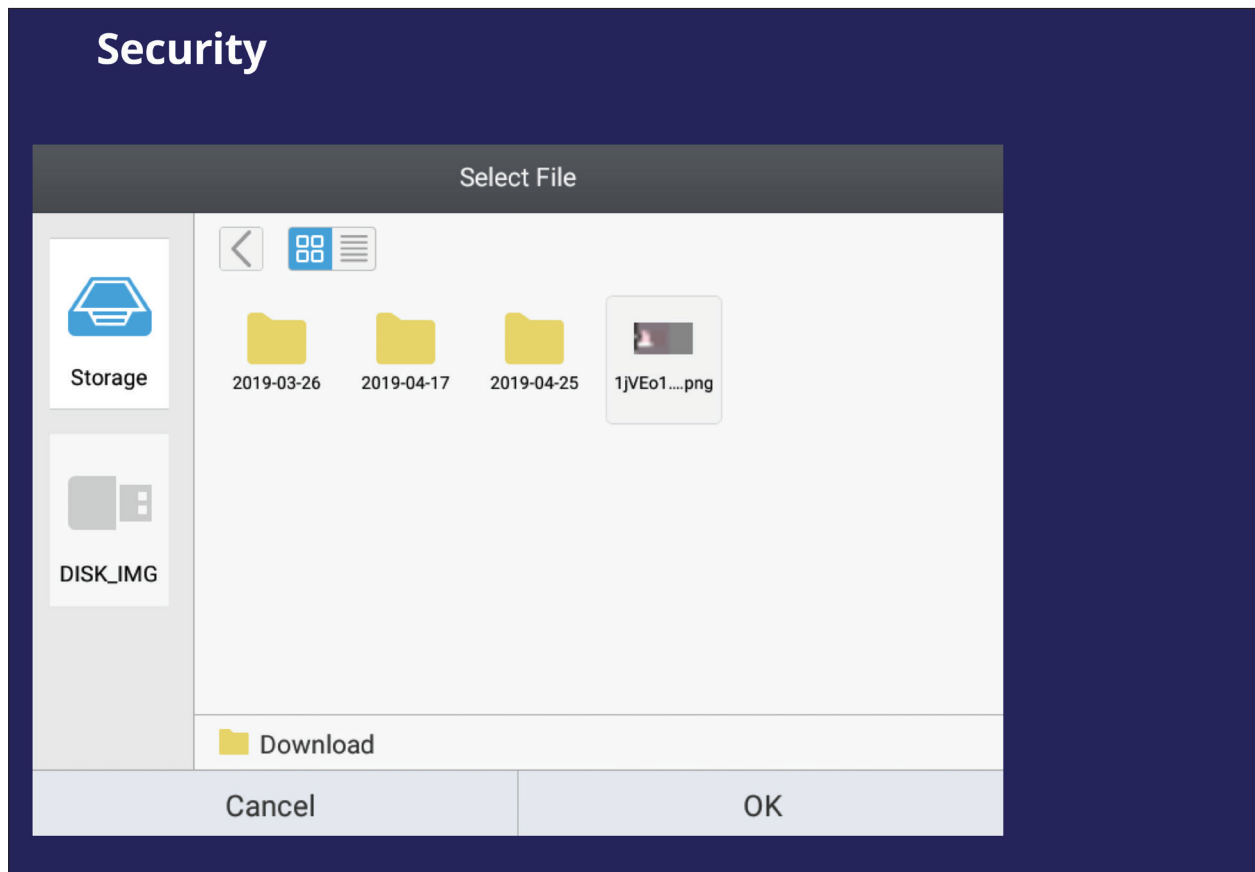 Security
Select File
Storage
2019-03-26 2019-04-17 2019-04-25 1jVEo1....png
DISK_IMG
Download
Cancel OK